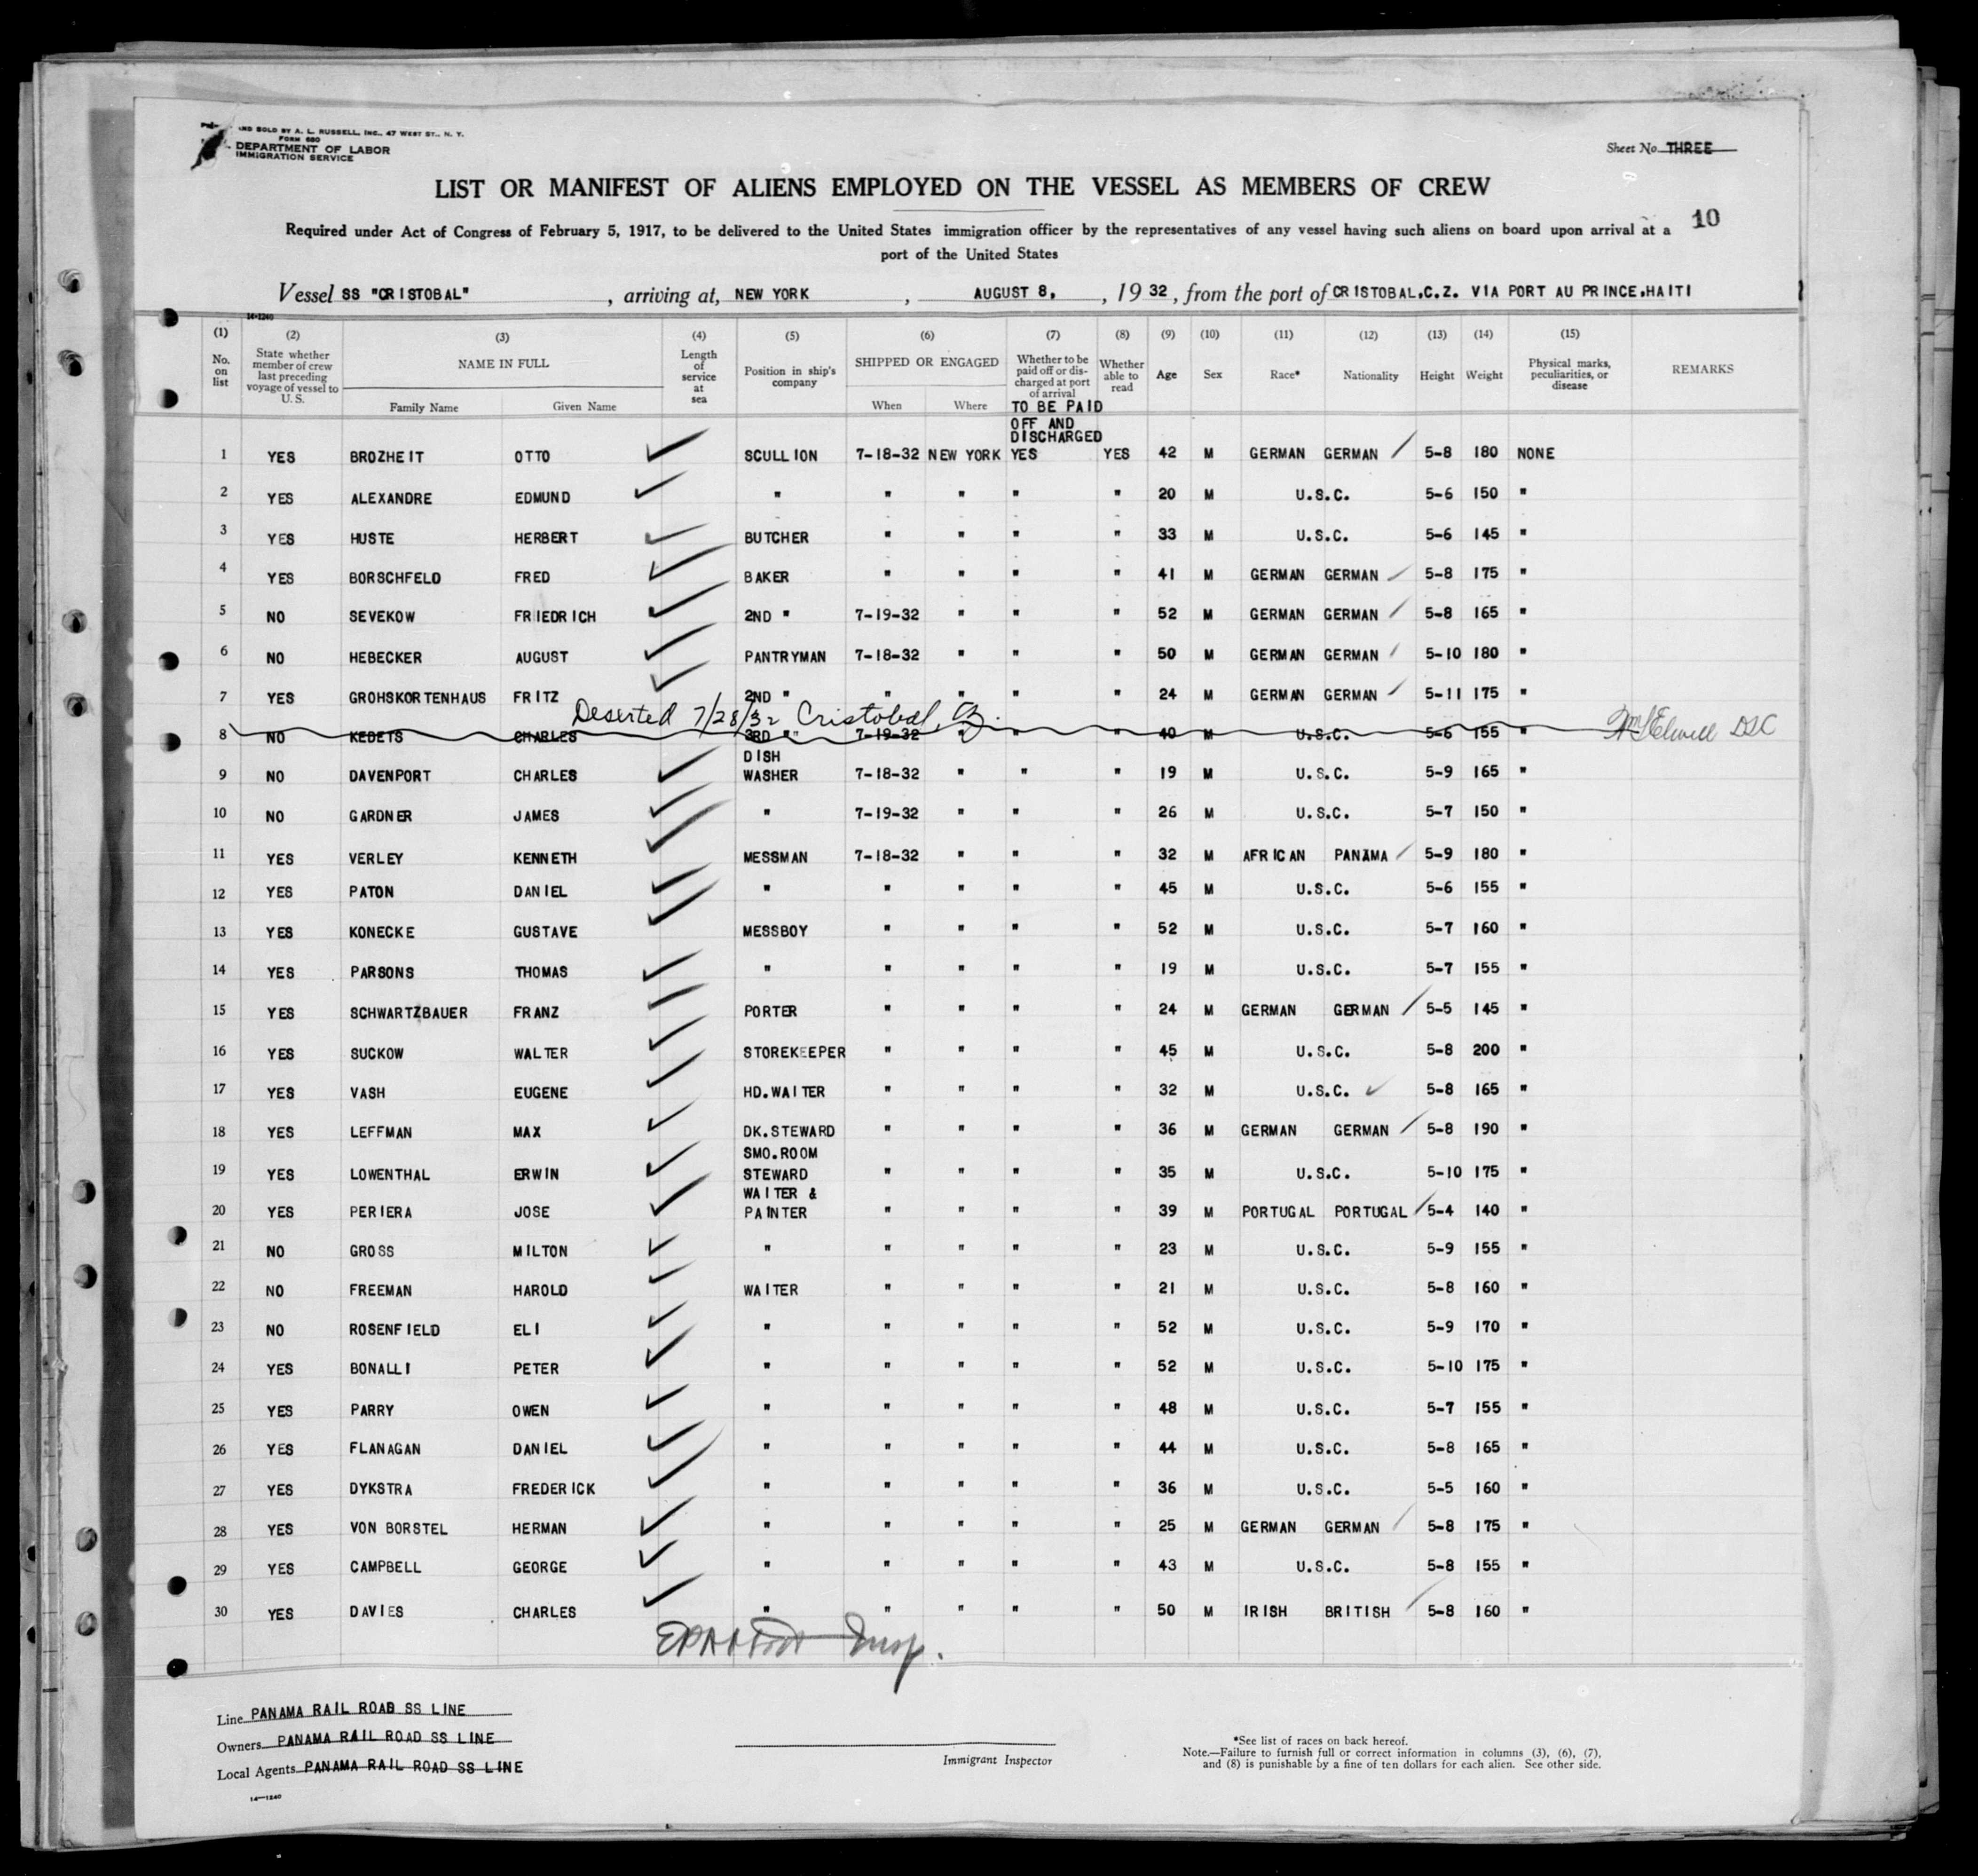 AND SOLD BY A. L. RUSSELL, INC., 47 WEST ST., N. Y.
FORM 680
DEPARTMENT OF LABOR
IMMIGRATION SERVICE
Sheet No. THREE
LIST OR MANIFEST OF ALIENS EMPLOYED ON THE VESSEL AS MEMBERS OF CREW
10
Required under Act of Congress of February 5, 1917, to be delivered to the United States immigration officer by the representatives of any vessel having such aliens on board upon arrival at a
port of the United States
Vessel SS "CRISTOBAL", arriving at, NEW YORK, AUGUST 8, , 19 32, from the port of CRISTOBAL,C.Z. VIA PORT AU PRINCE,HAITI
14-1240
(1) (2) (3) (4) (5) (6) (7) (8) (9) (10) (11) (12) (13) (14) (15)
No. on list State whether member of crew last preceding voyage of vessel to U. S. NAME IN FULL Family Name Given Name Length of service at sea Position in ship's company SHIPPED OR ENGAGED When Where Whether to be paid off or discharged at port of arrival Whether able to read Age Sex Race* Nationality Height Weight Physical marks, peculiarities, or disease REMARKS
TO BE PAID
OFF AND
DISCHARGED
1 YES BROZHEIT OTTO SCULLION 7-18-32 NEW YORK YES YES 42 M GERMAN GERMAN 5-8 180 NONE
2 YES ALEXANDRE EDMUND " " " " " 20 M U.S.C. 5-6 150 "
3 YES HUSTE HERBERT BUTCHER " " " " 33 M U.S.C. 5-6 145 "
4 YES BORSCHFELD FRED BAKER " " " " 41 M GERMAN GERMAN 5-8 175 "
5 NO SEVEKOW FRIEDRICH 2ND " 7-19-32 " " " 52 M GERMAN GERMAN 5-8 165 "
6 NO HEBECKER AUGUST PANTRYMAN 7-18-32 " " " 50 M GERMAN GERMAN 5-10 180 "
7 YES GROHSKORTENHAUS FRITZ 2ND " " " " " 24 M GERMAN GERMAN 5-11 175 "
Deserted 7/28/32 Cristobal,
8 NO KEDETS CHARLES 3RD " " 7-19-32 " " " 40 M U.S.C. 5-6 155 "
DISH
9 NO DAVENPORT CHARLES WASHER 7-18-32 " " " 19 M U.S.C. 5-9 165 "
10 NO GARDNER JAMES " 7-19-32 " " " 26 M U.S.C. 5-7 150 "
11 YES VERLEY KENNETH MESSMAN 7-18-32 " " " 32 M AFRICAN PANAMA 5-9 180 "
12 YES PATON DANIEL " " " " " 45 M U.S.C. 5-6 155 "
13 YES KONECKE GUSTAVE MESSBOY " " " " 52 M U.S.C. 5-7 160 "
14 YES PARSONS THOMAS " " " " " 19 M U.S.C. 5-7 155 "
15 YES SCHWARTZBAUER FRANZ PORTER " " " " 24 M GERMAN GERMAN 5-5 145 "
16 YES SUCKOW WALTER STOREKEEPER " " " " 45 M U.S.C. 5-8 200 "
17 YES VASH EUGENE HD.WAITER " " " " 32 M U.S.C. 5-8 165 "
18 YES LEFFMAN MAX DK.STEWARD " " " " 36 M GERMAN GERMAN 5-8 190 "
SMO.ROOM
19 YES LOWENTHAL ERWIN STEWARD " " " " 35 M U.S.C. 5-10 175 "
WAITER &
20 YES PERIERA JOSE PAINTER " " " " 39 M PORTUGAL PORTUGAL 5-4 140 "
21 NO GROSS MILTON " " " " " 23 M U.S.C. 5-9 155 "
22 NO FREEMAN HAROLD WAITER " " " " 21 M U.S.C. 5-8 160 "
23 NO ROSENFIELD ELI " " " " " 52 M U.S.C. 5-9 170 "
24 YES BONALLI PETER " " " " " 52 M U.S.C. 5-10 175 "
25 YES PARRY OWEN " " " " " 48 M U.S.C. 5-7 155 "
26 YES FLANAGAN DANIEL " " " " " 44 M U.S.C. 5-8 165 "
27 YES DYKSTRA FREDERICK " " " " " 36 M U.S.C. 5-5 160 "
28 YES VON BORSTEL HERMAN " " " " " 25 M GERMAN GERMAN 5-8 175 "
29 YES CAMPBELL GEORGE " " " " " 43 M U.S.C. 5-8 155 "
30 YES DAVIES CHARLES " " " " " 50 M IRISH BRITISH 5-8 160 "
Insp.
Line PANAMA RAIL ROAD SS LINE
Owners PANAMA RAIL ROAD SS LINE
Local Agents PANAMA RAIL ROAD SS LINE
14-1240
Immigrant Inspector
*See list of races on back hereof.
Note.—Failure to furnish full or correct information in columns (3), (6), (7),
and (8) is punishable by a fine of ten dollars for each alien. See other side.